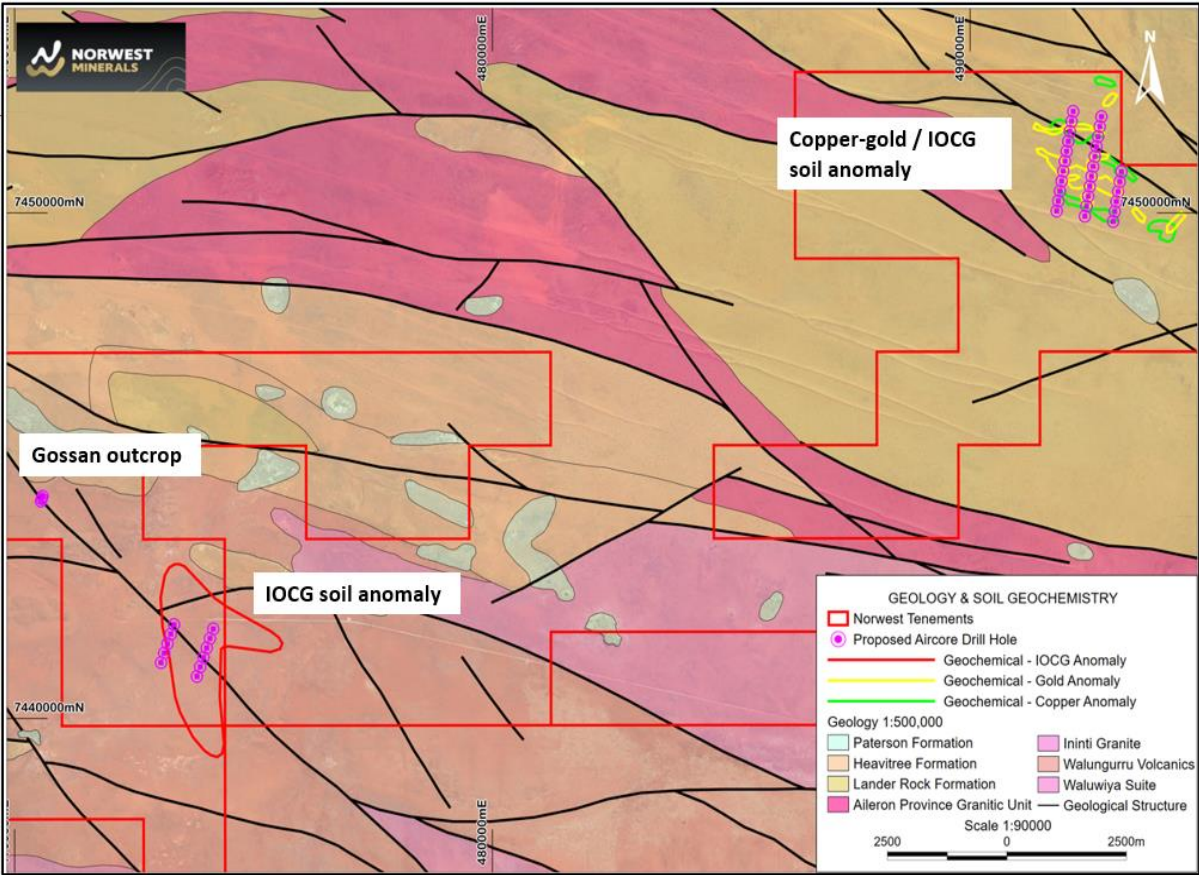 NORWEST
MINERALS
480000mE
490000mE
N
Copper-gold / IOCG
soil anomaly
7450000mN
7450000mN
Gossan outcrop
IOCG soil anomaly
7440000mN
480000mE
GEOLOGY & SOIL GEOCHEMISTRY
Norwest Tenements
Proposed Aircore Drill Hole
Geochemical - IOCG Anomaly
Geochemical - Gold Anomaly
Geochemical - Copper Anomaly
Geology 1:500,000
Paterson Formation
Heavitree Formation
Lander Rock Formation
Aileron Province Granitic Unit
Ininti Granite
Walungurru Volcanics
Waluwiya Suite
Geological Structure
Scale 1:90000
2500
0
2500m